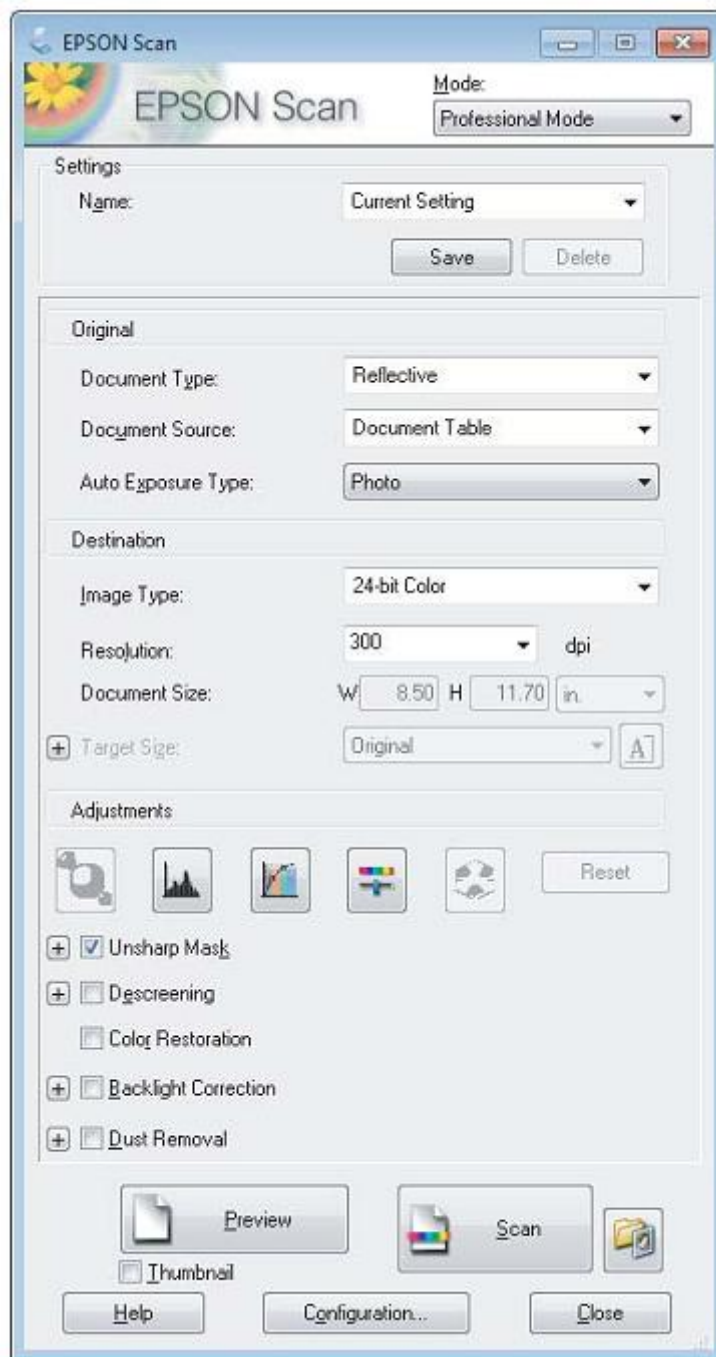 EPSON Scan
EPSON Scan
Mode:
Professional Mode
Settings
Name:
Current Setting
Save
Delete
Original
Document Type:
Reflective
Document Source:
Document Table
Auto Exposure Type:
Photo
Destination
Image Type:
24-bit Color
Resolution:
300
dpi
Document Size:
W 8.50 H 11.70 in.
Target Size:
Original
A
Adjustments
Reset
Unsharp Mask
Descreening
Color Restoration
Backlight Correction
Dust Removal
Preview
Scan
Thumbnail
Help
Configuration...
Close